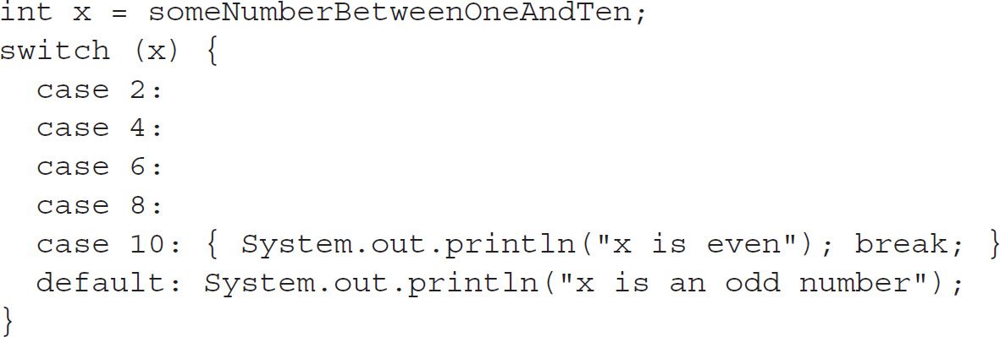 int x = someNumberBetweenOneAndTen;
switch (x) {
  case 2:
  case 4:
  case 6:
  case 8:
  case 10: { System.out.println("x is even"); break; }
  default: System.out.println("x is an odd number");
}